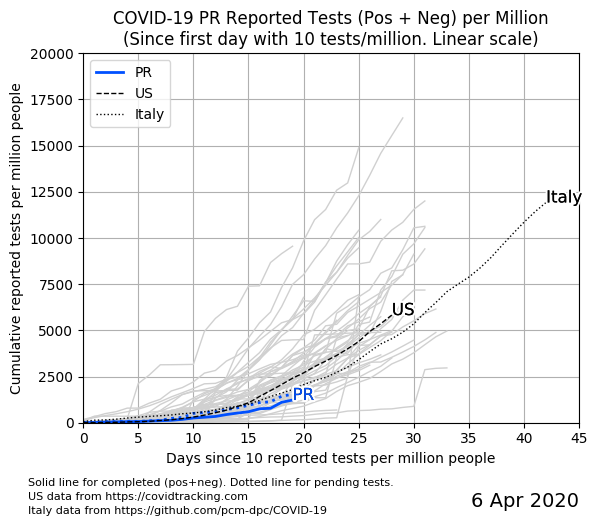 COVID-19 PR Reported Tests (Pos + Neg) per Million
(Since first day with 10 tests/million. Linear scale)
Cumulative reported tests per million people
20000
17500
15000
12500
10000
7500
5000
2500
0
PR
US
Italy
Italy
US
PR
0 5 10 15 20 25 30 35 40 45
Days since 10 reported tests per million people
Solid line for completed (pos+neg). Dotted line for pending tests.
US data from https://covidtracking.com
Italy data from https://github.com/pcm-dpc/COVID-19
6 Apr 2020